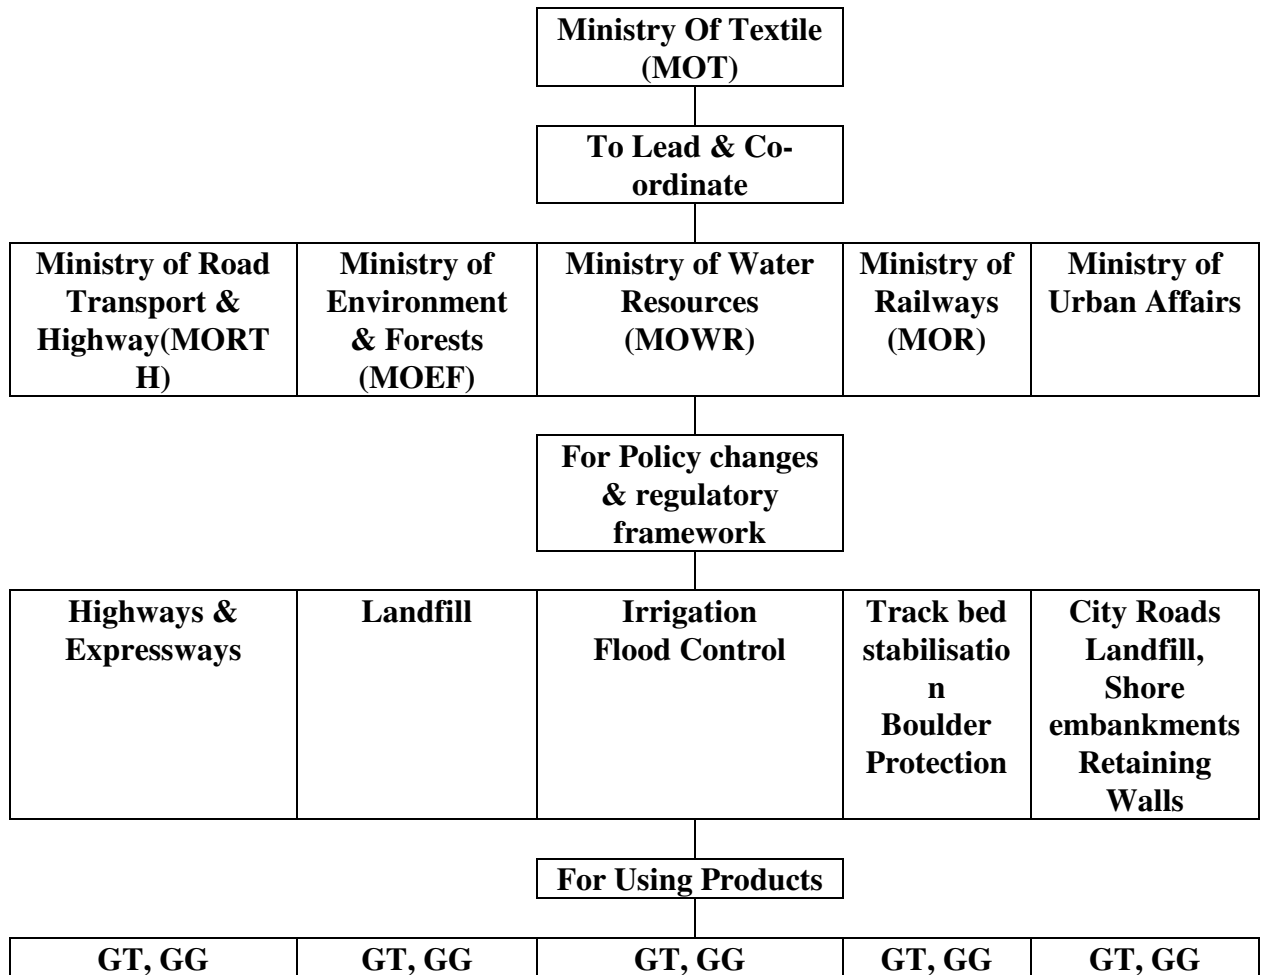 Ministry Of Textile
(MOT)
To Lead & Co-
ordinate
Ministry of Road
Transport &
Highway(MORT
H)
Ministry of
Environment
& Forests
(MOEF)
Ministry of Water
Resources
(MOWR)
Ministry of
Railways
(MOR)
Ministry of
Urban Affairs
For Policy changes
& regulatory
framework
Highways &
Expressways
Landfill
Irrigation
Flood Control
Track bed
stabilisatio
n
Boulder
Protection
City Roads
Landfill,
Shore
embankments
Retaining
Walls
For Using Products
GT, GG
GT, GG
GT, GG
GT, GG
GT, GG